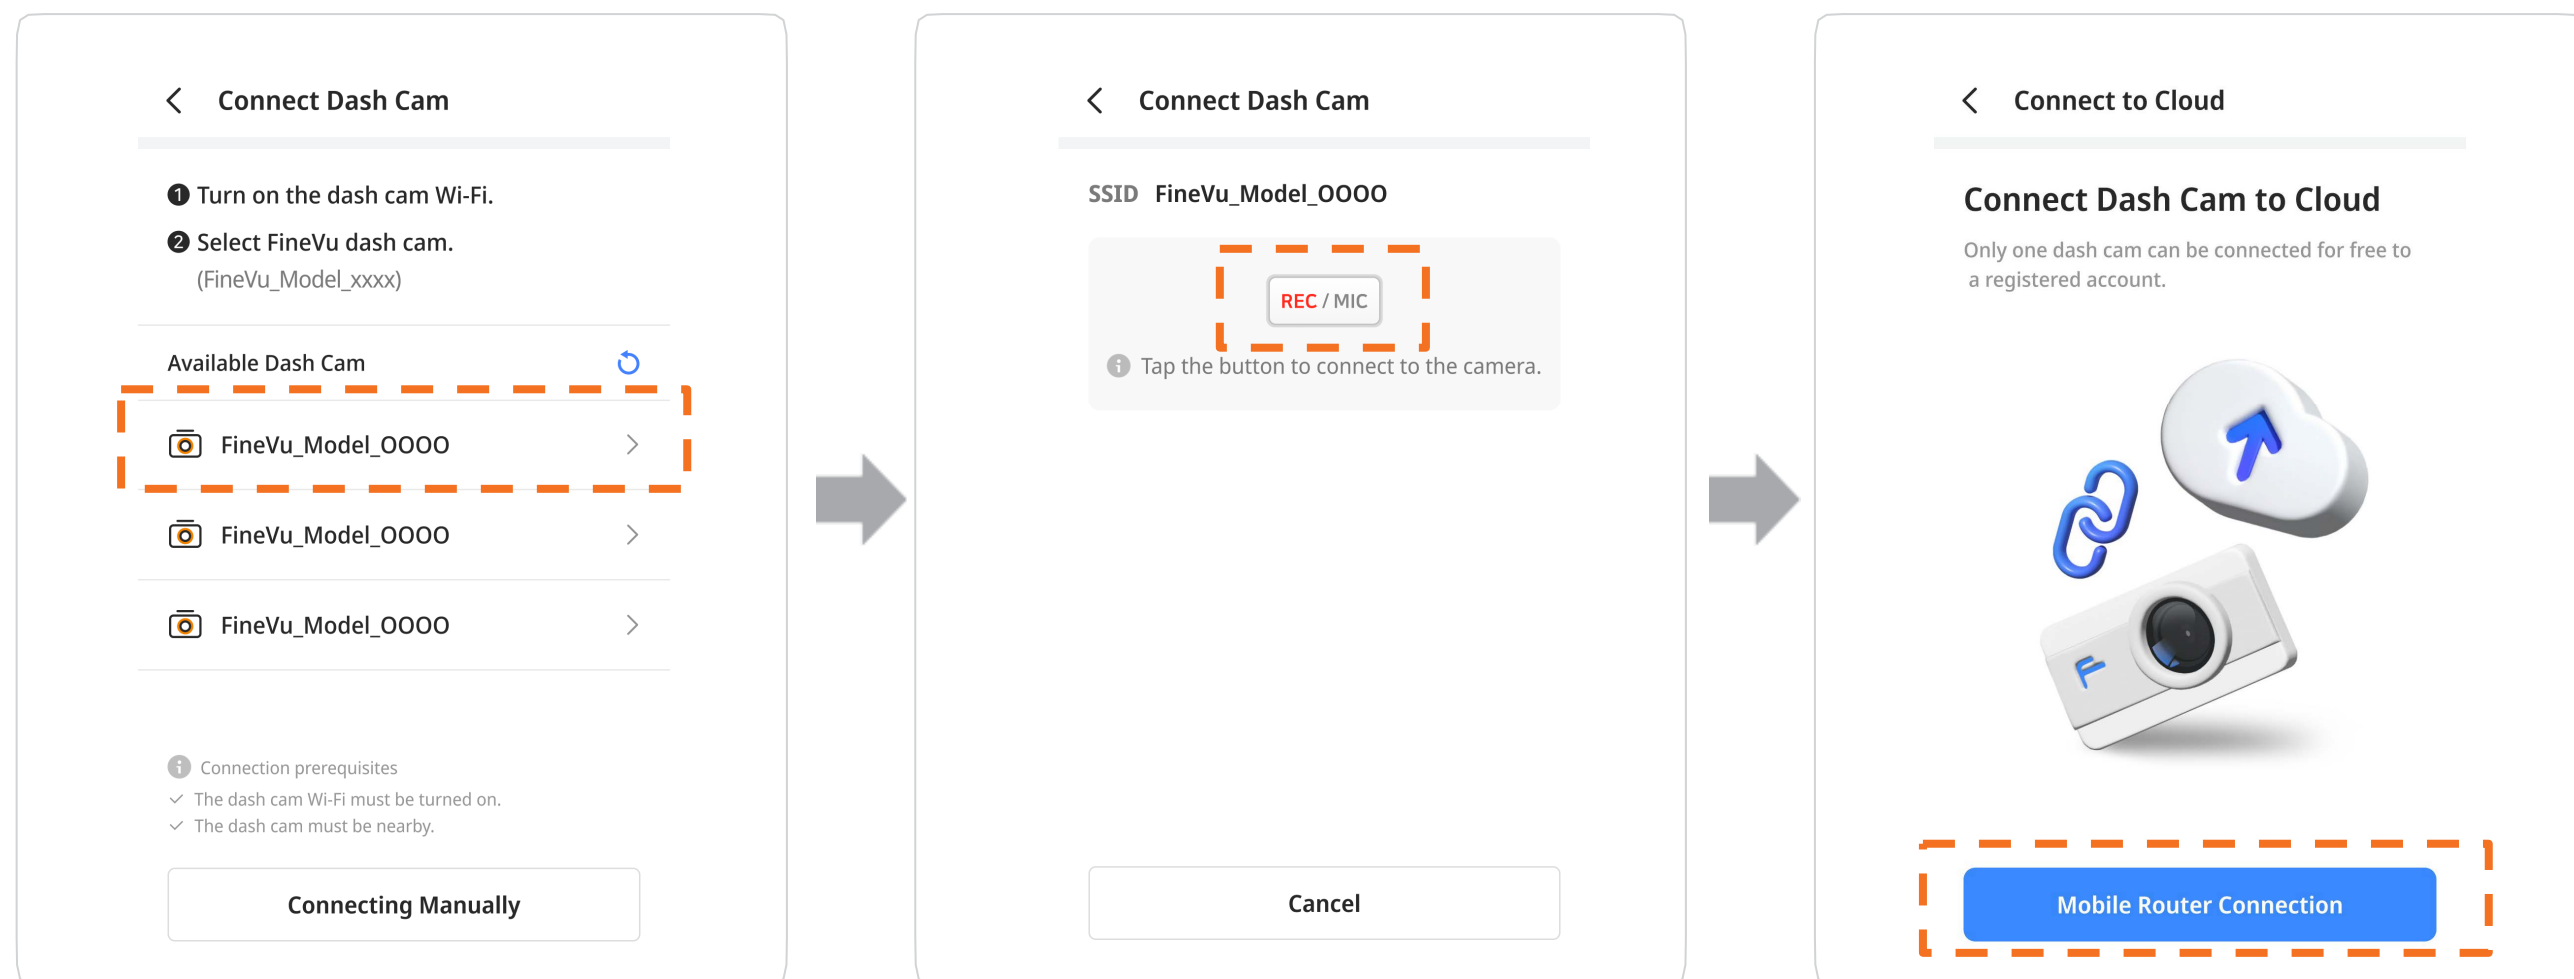 Connect Dash Cam
1 Turn on the dash cam Wi-Fi.
2 Select FineVu dash cam.
(FineVu_Model_xxxx)
Available Dash Cam
FineVu_Model_OOOO
FineVu_Model_OOOO
FineVu_Model_OOOO
Connection prerequisites
The dash cam Wi-Fi must be turned on.
The dash cam must be nearby.
Connecting Manually
Connect Dash Cam
SSID FineVu_Model_OOOO
REC / MIC
Tap the button to connect to the camera.
Cancel
Connect to Cloud
Connect Dash Cam to Cloud
Only one dash cam can be connected for free to
a registered account.
F
Mobile Router Connection